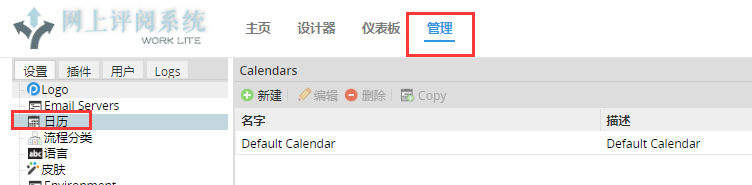 网上评阅系统
WORK LITE
主页 设计器 仪表板 管理
设置 插件 用户 Logs
Logo
Email Servers
日历
流程分类
abc 语言
皮肤
Environment
Calendars
新建 编辑 删除 Copy
名字 描述
Default Calendar Default Calendar